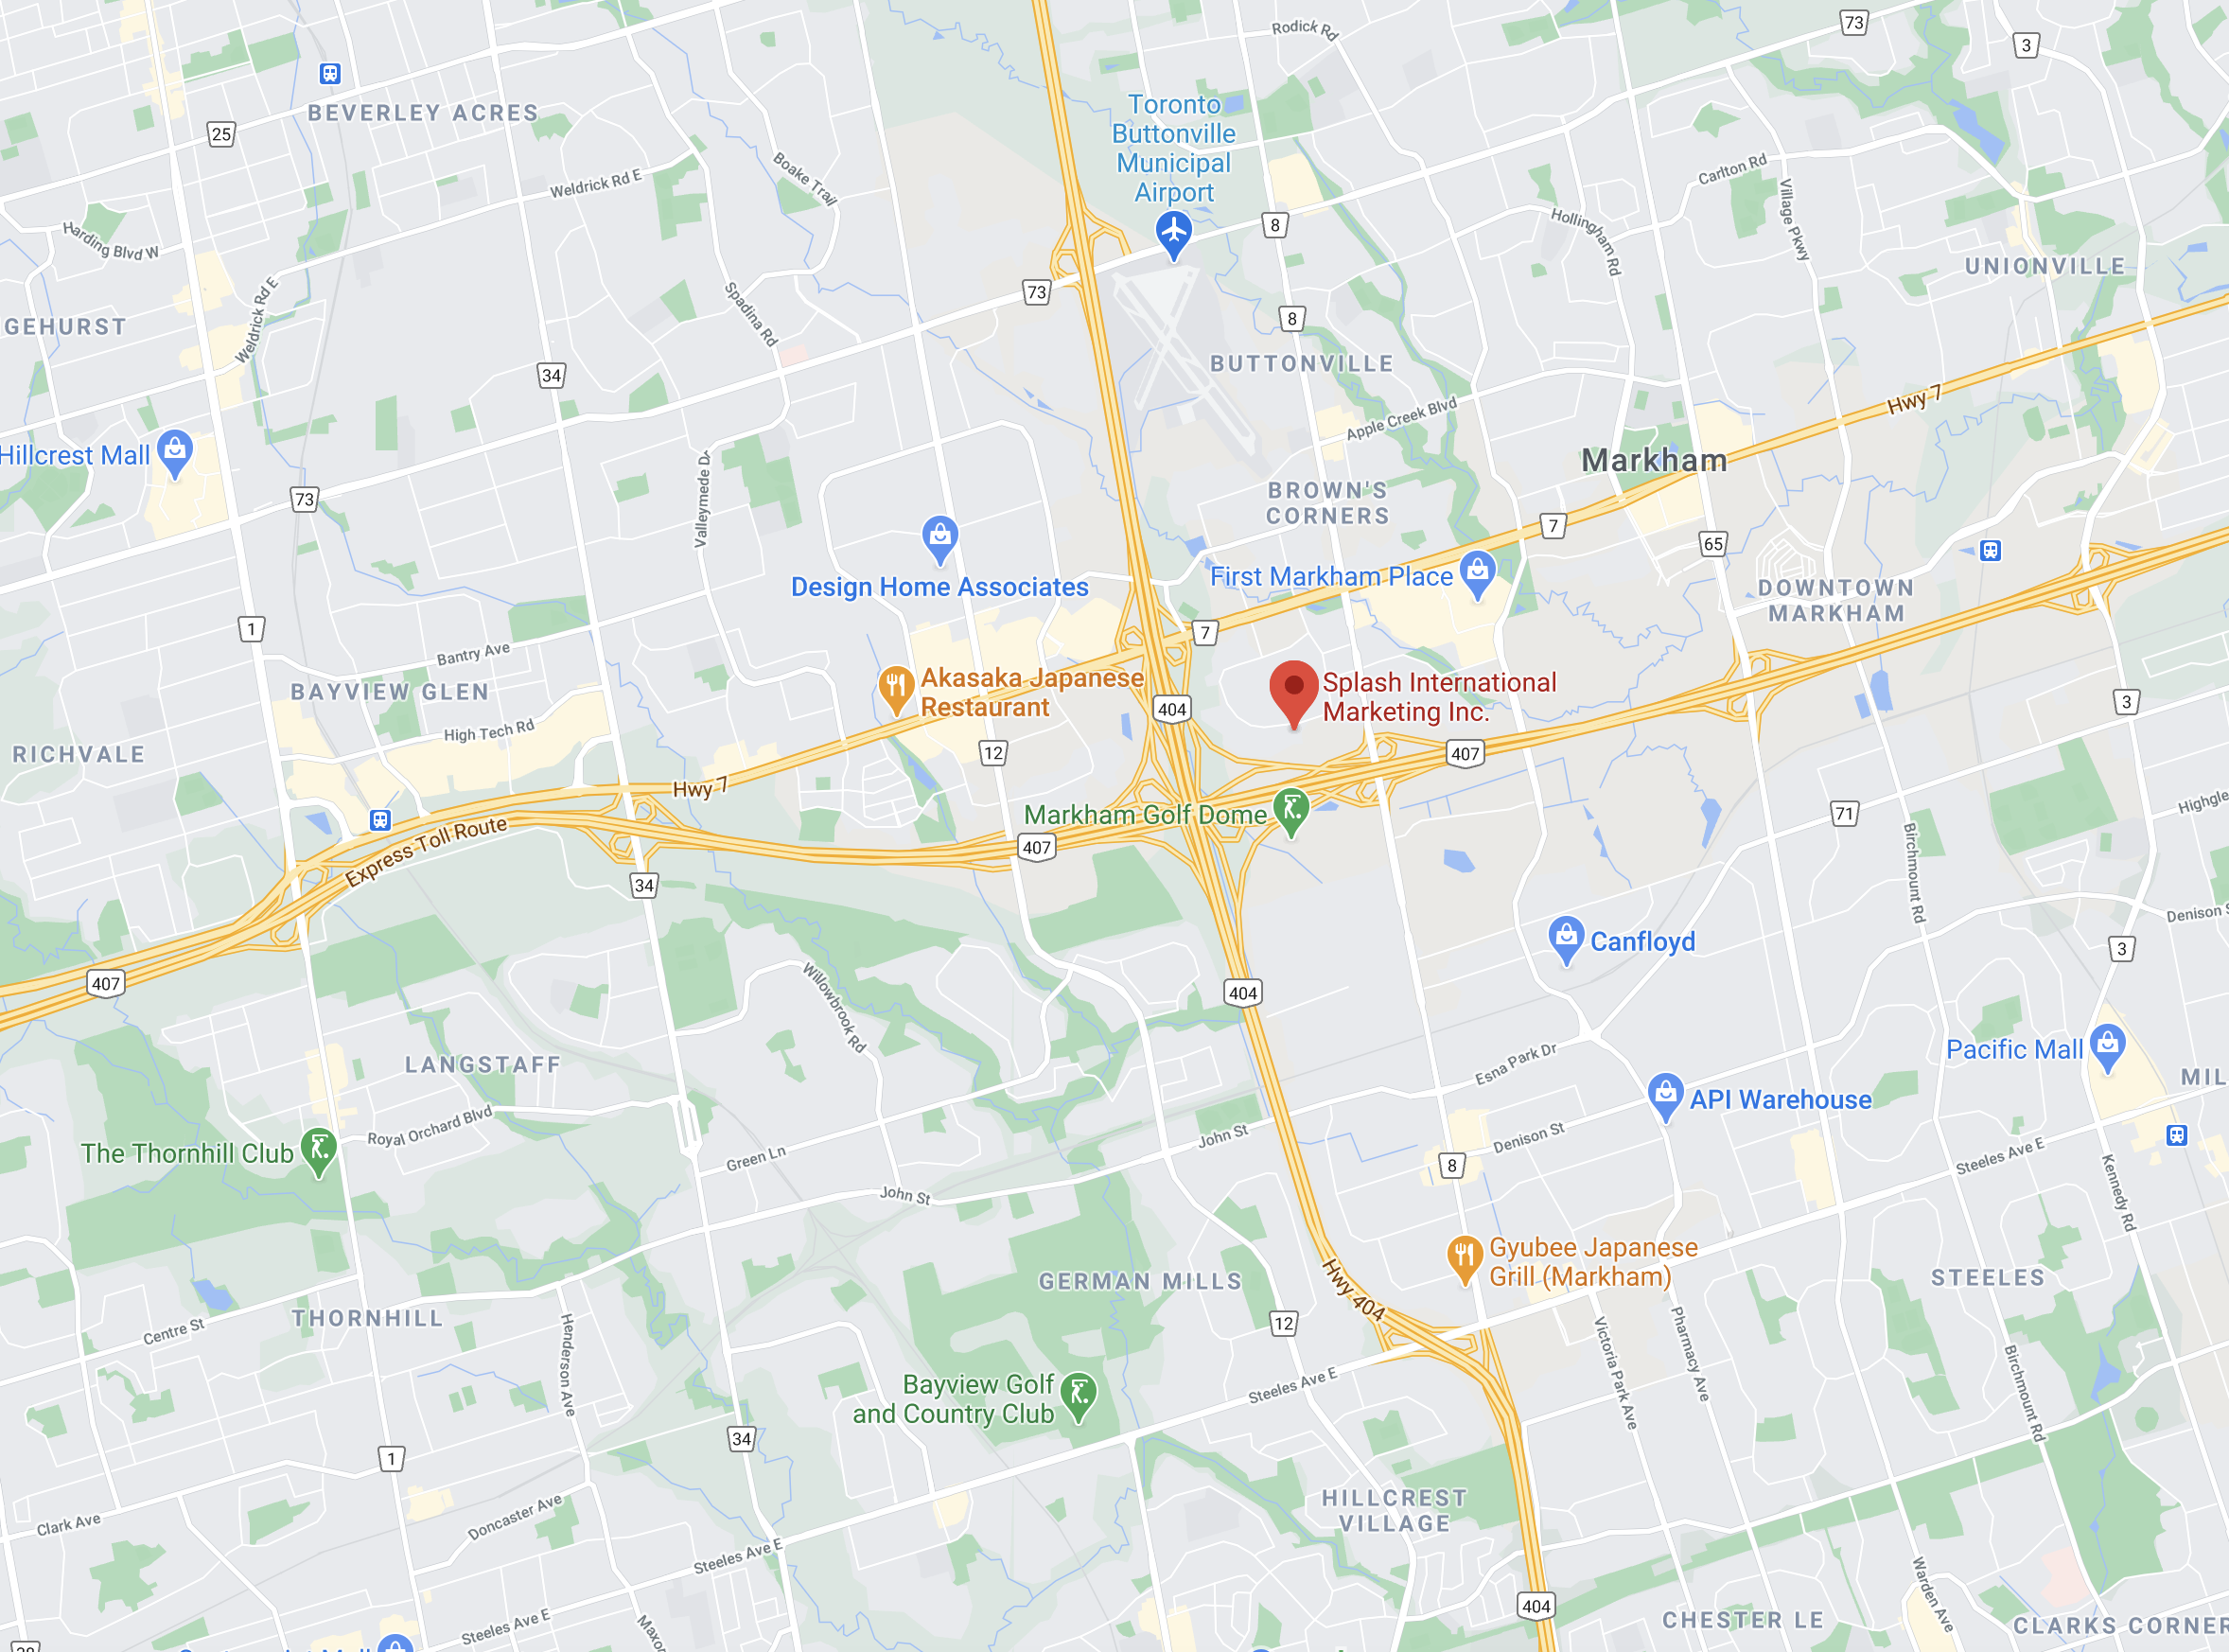 73
3
Rodick Rd
25
BEVERLEY ACRES
Toronto
Buttonville
Municipal
Airport
Weldrick Rd E
Boake Trail
Carlton Rd
Village Pkwy
Hollingham Rd
Harding Blvd W
8
UNIONVILLE
73
Spadina Rd
Weldrick Rd E
GEHURST
8
BUTTONVILLE
34
Hwy 7
Apple Creek Blvd
Hillcrest Mall
Markham
73
Valleymede Dr
BROWN'S
CORNERS
7
65
Design Home Associates
First Markham Place
DOWNTOWN
MARKHAM
1
7
Bantry Ave
BAYVIEW GLEN
Akasaka Japanese
Restaurant
Splash International
Marketing Inc.
404
3
High Tech Rd
RICHVALE
12
407
Hwy 7
Markham Golf Dome
71
Highgle
Express Toll Route
407
Birchmount Rd
34
Denison S
Canfloyd
3
407
404
Willowbrook Rd
LANGSTAFF
Esna Park Dr
Pacific Mall
MIL
API Warehouse
Royal Orchard Blvd
The Thornhill Club
John St
Denison St
Green Ln
8
Steeles Ave E
John St
Kennedy Rd
Gyubee Japanese
Grill (Markham)
GERMAN MILLS
Hwy 404
STEELES
THORNHILL
Centre St
12
Henderson Ave
Victoria Park Ave
Pharmacy Ave
Birchmount Rd
Bayview Golf
and Country Club
Steeles Ave E
34
1
HILLCREST
VILLAGE
Clark Ave
Doncaster Ave
Steeles Ave E
Warden Ave
404
Steeles Ave E
CHESTER LE
CLARKS CORNER